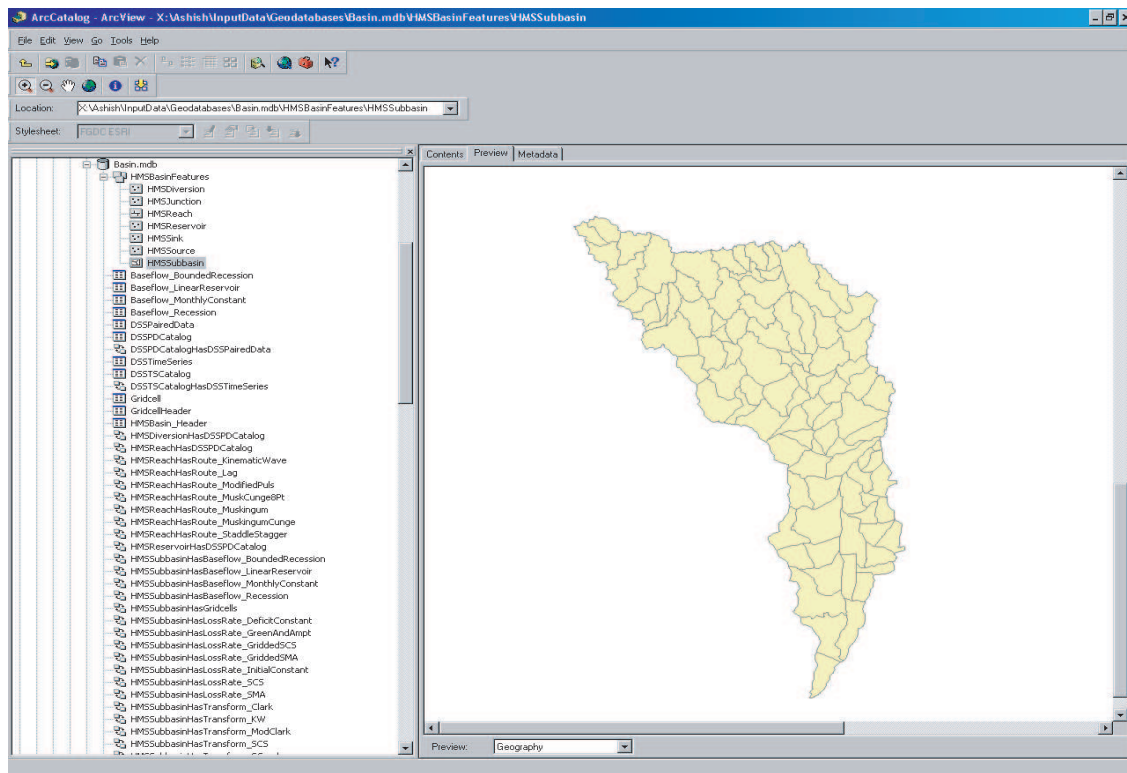 ArcCatalog - ArcView - X:\Ashish\InputData\Geodatabases\Basin.mdb\HMSBasinFeatures\HMSSubbasin
File Edit View Go Tools Help
Location: X:\Ashish\InputData\Geodatabases\Basin.mdb\HMSBasinFeatures\HMSSubbasin
Stylesheet: FGDC ESRI
Contents Preview Metadata
Basin.mdb
HMSBasinFeatures
HMSDiversion
HMSJunction
HMSReach
HMSReservoir
HMSSink
HMSSource
HMSSubbasin
Baseflow_BoundedRecession
Baseflow_LinearReservoir
Baseflow_MonthlyConstant
Baseflow_Recession
DSSPairedData
DSSPDCatalog
DSSPDCatalogHasDSSPairedData
DSSTimeSeries
DSSTSCatalog
DSSTSCatalogHasDSSTimeSeries
Gridcell
GridcellHeader
HMSBasin_Header
HMSDiversionHasDSSPDCatalog
HMSReachHasDSSPDCatalog
HMSReachHasRoute_KinematicWave
HMSReachHasRoute_Lag
HMSReachHasRoute_ModifiedPuls
HMSReachHasRoute_MuskCunge8Pt
HMSReachHasRoute_Muskingum
HMSReachHasRoute_MuskingumCunge
HMSReachHasRoute_StaddleStagger
HMSReservoirHasDSSPDCatalog
HMSSubbasinHasBaseflow_BoundedRecession
HMSSubbasinHasBaseflow_LinearReservoir
HMSSubbasinHasBaseflow_MonthlyConstant
HMSSubbasinHasBaseflow_Recession
HMSSubbasinHasGridcells
HMSSubbasinHasLossRate_DeficitConstant
HMSSubbasinHasLossRate_GreenAndAmpt
HMSSubbasinHasLossRate_GriddedSCS
HMSSubbasinHasLossRate_GriddedSMA
HMSSubbasinHasLossRate_InitialConstant
HMSSubbasinHasLossRate_SCS
HMSSubbasinHasLossRate_SMA
HMSSubbasinHasTransform_Clark
HMSSubbasinHasTransform_KW
HMSSubbasinHasTransform_ModClark
HMSSubbasinHasTransform_SCS
Preview: Geography